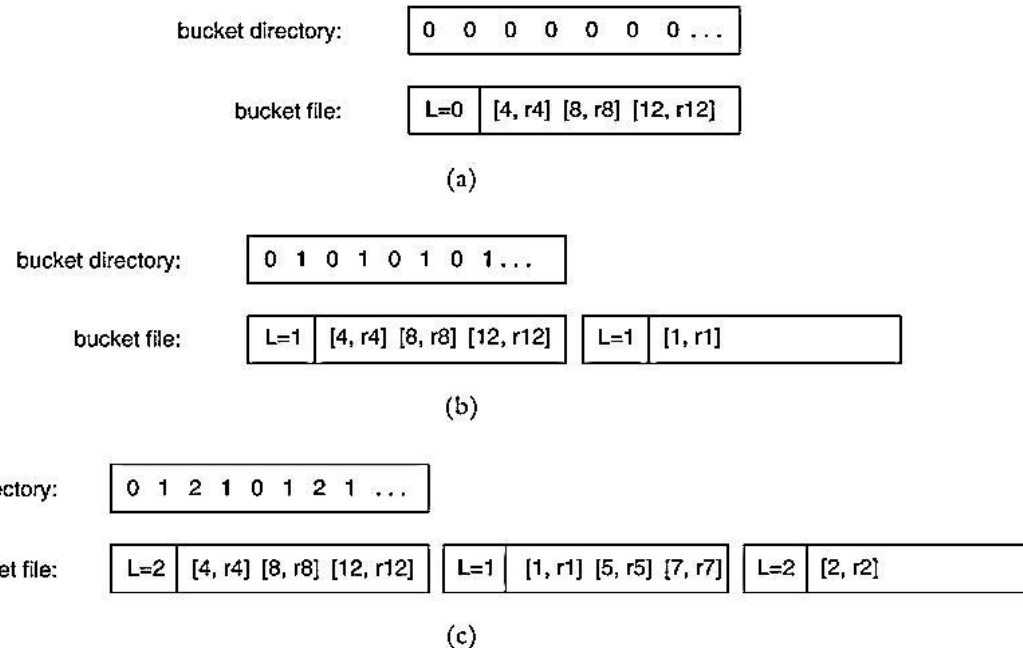 bucket directory: 0 0 0 0 0 0 0 ...
bucket file: L=0 [4, r4] [8, r8] [12, r12]
(a)
bucket directory: 0 1 0 1 0 1 0 1 ...
bucket file: L=1 [4, r4] [8, r8] [12, r12] L=1 [1, r1]
(b)
ectory: 0 1 2 1 0 1 2 1 ...
et file: L=2 [4, r4] [8, r8] [12, r12] L=1 [1, r1] [5, r5] [7, r7] L=2 [2, r2]
(c)